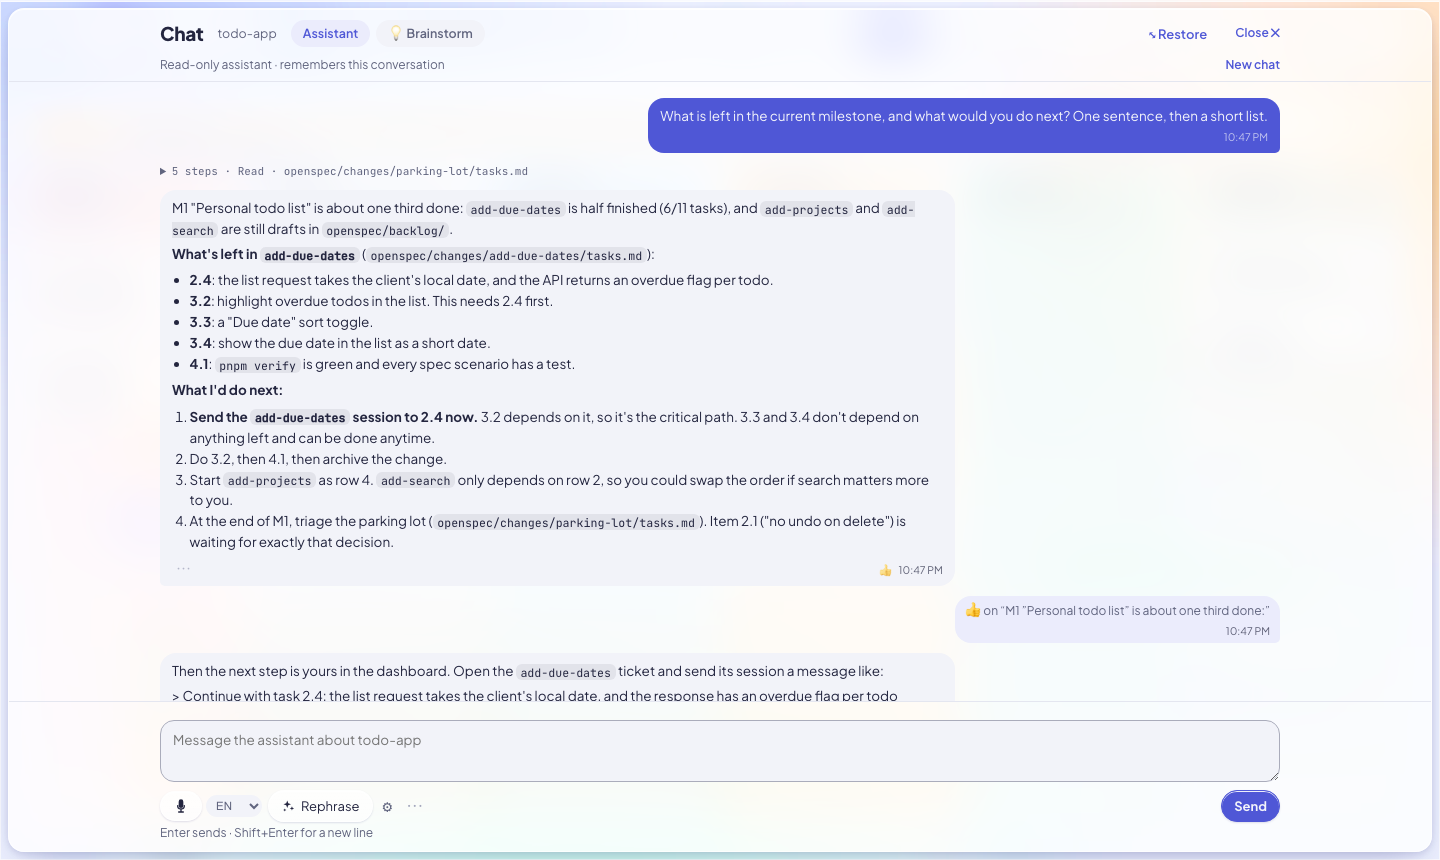 Chat todo-app Assistant 💡 Brainstorm Restore Close ✕
Read-only assistant · remembers this conversation New chat
What is left in the current milestone, and what would you do next? One sentence, then a short list.
10:47 PM
▶ 5 steps · Read · openspec/changes/parking-lot/tasks.md
M1 "Personal todo list" is about one third done: add-due-dates is half finished (6/11 tasks), and add-projects and add-
search are still drafts in openspec/backlog/ .
What's left in add-due-dates ( openspec/changes/add-due-dates/tasks.md ):
• 2.4: the list request takes the client's local date, and the API returns an overdue flag per todo.
• 3.2: highlight overdue todos in the list. This needs 2.4 first.
• 3.3: a "Due date" sort toggle.
• 3.4: show the due date in the list as a short date.
• 4.1: pnpm verify is green and every spec scenario has a test.
What I'd do next:
1. Send the add-due-dates session to 2.4 now. 3.2 depends on it, so it's the critical path. 3.3 and 3.4 don't depend on
anything left and can be done anytime.
2. Do 3.2, then 4.1, then archive the change.
3. Start add-projects as row 4. add-search only depends on row 2, so you could swap the order if search matters more
to you.
4. At the end of M1, triage the parking lot ( openspec/changes/parking-lot/tasks.md ). Item 2.1 ("no undo on delete") is
waiting for exactly that decision.
··· 👍 10:47 PM
👍 on “M1 "Personal todo list" is about one third done:”
10:47 PM
Then the next step is yours in the dashboard. Open the add-due-dates ticket and send its session a message like:
> Continue with task 2.4: the list request takes the client's local date, and the response has an overdue flag per todo
Message the assistant about todo-app
EN Rephrase ⚙ ··· Send
Enter sends · Shift+Enter for a new line